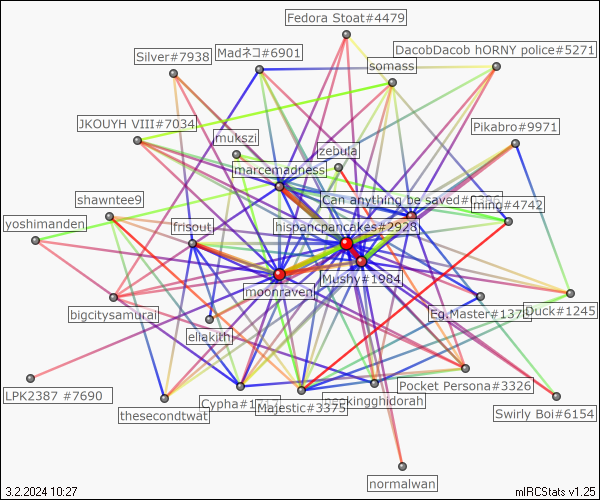 Fedora Stoat#4479
Madネコ#6901
DacobDacob hORNY police#5271
Silver#7938
somass
JKOUYH VIII#7034
Pikabro#9971
mukszi
zebula
marcemadness
Can anything be saved#
shawntee9
ming#4742
yoshimanden
frisout
hispancpancakes#2928
Mushy#1984
moonraven
bigcitysamurai
Eq.Master#137
Duck#1245
eliakith
LPK2387 #7690
Pocket Persona#3326
thesecondtwat
Cypha#1
Majestic#3375
kingghidorah
Swirly Boi#6154
normalwan
3.2.2024 10:27
mIRCStats v1.25